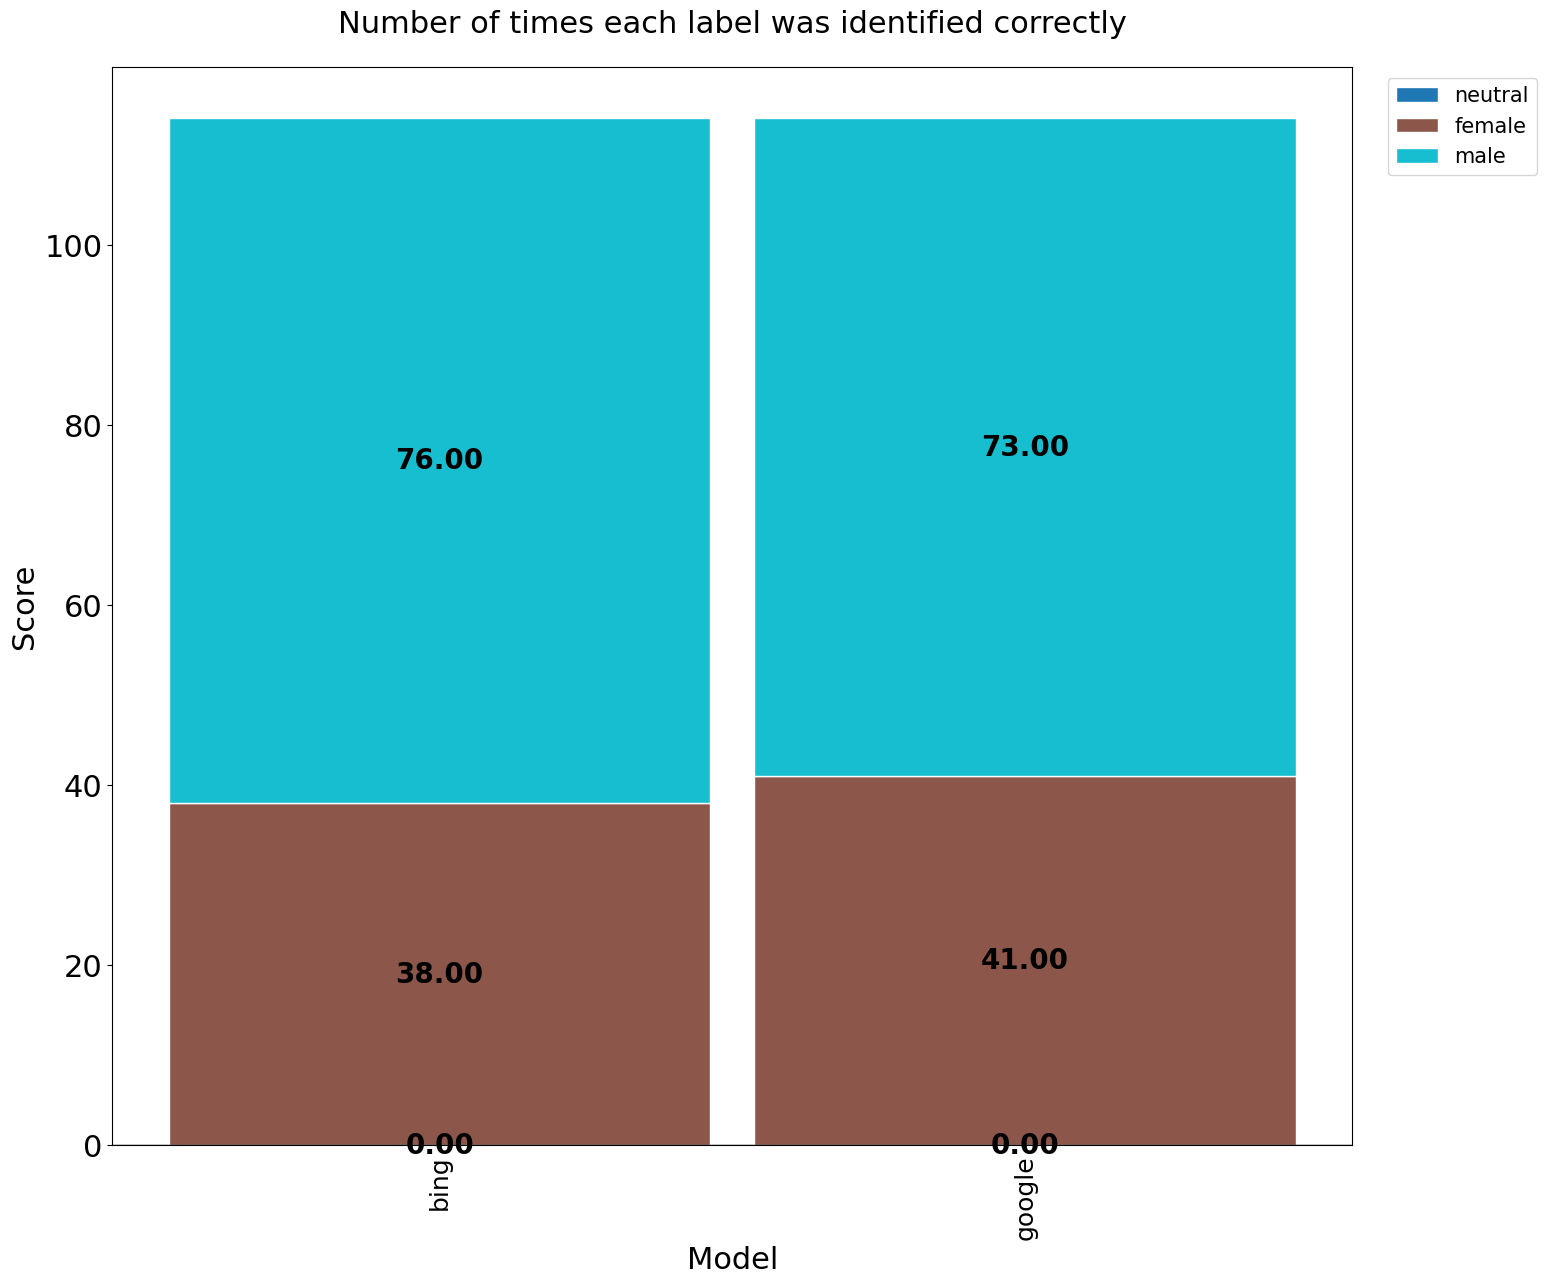 Number of times each label was identified correctly
neutral
female
male
Score
100
80
60
40
20
0
76.00
73.00
38.00
41.00
0.00
0.00
bing
google
Model